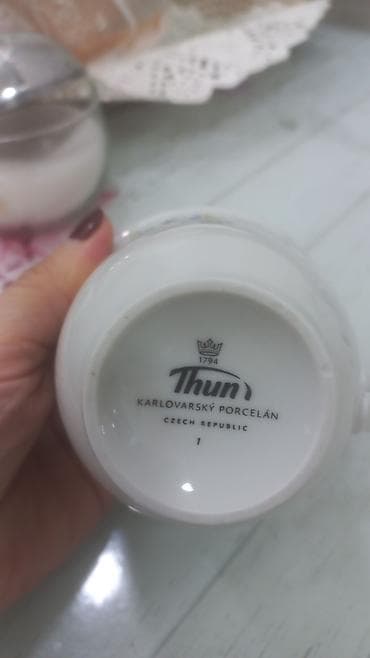 1794
Thun
KARLOVARSKÝ PORCELÁN
CZECH REPUBLIC
1